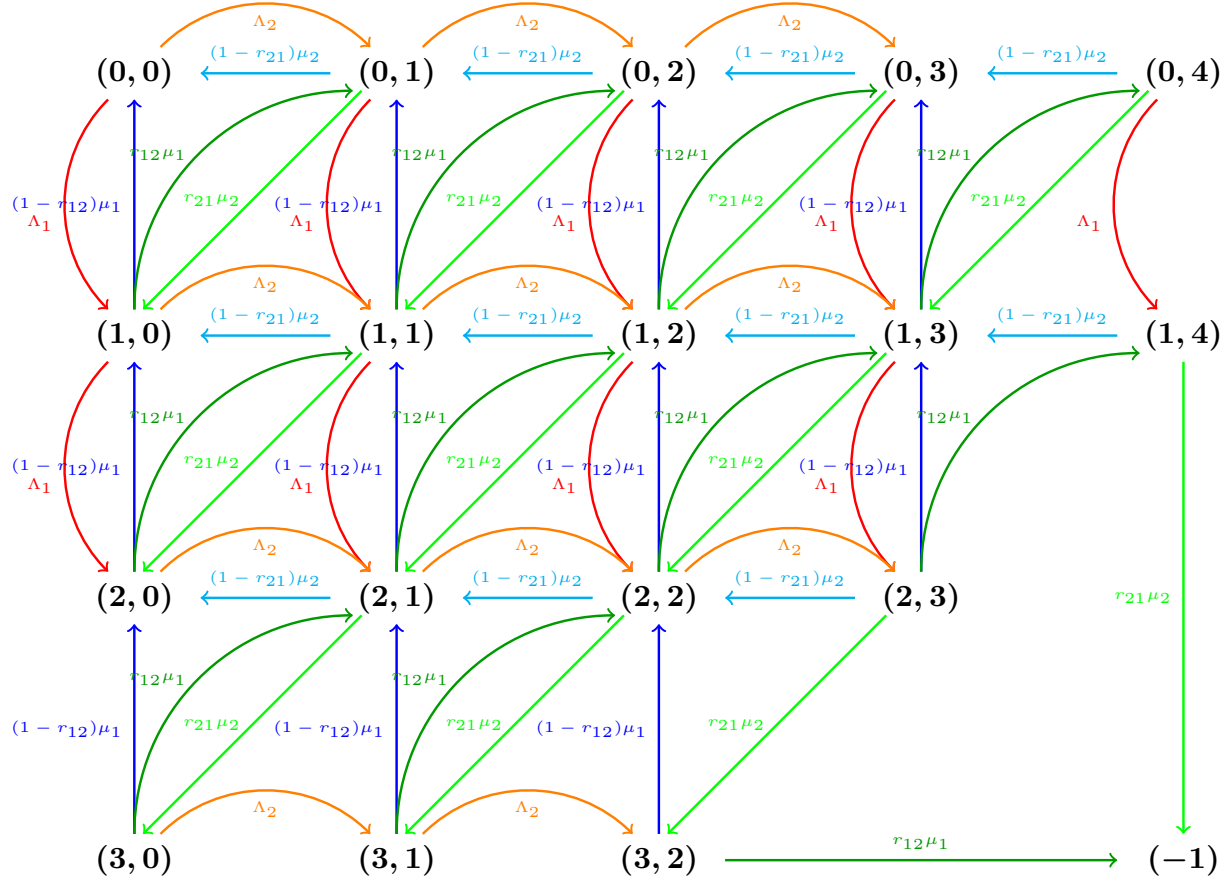 Λ₂ Λ₂ Λ₂
(1 − r₂₁)μ₂ (1 − r₂₁)μ₂ (1 − r₂₁)μ₂ (1 − r₂₁)μ₂
(0, 0) (0, 1) (0, 2) (0, 3) (0, 4)
r₁₂μ₁ r₁₂μ₁ r₁₂μ₁ r₁₂μ₁
(1 − r₁₂)μ₁ r₂₁μ₂ (1 − r₁₂)μ₁ r₂₁μ₂ (1 − r₁₂)μ₁ r₂₁μ₂ (1 − r₁₂)μ₁ r₂₁μ₂
Λ₁ Λ₁ Λ₁ Λ₁ Λ₁
Λ₂ Λ₂ Λ₂
(1 − r₂₁)μ₂ (1 − r₂₁)μ₂ (1 − r₂₁)μ₂ (1 − r₂₁)μ₂
(1, 0) (1, 1) (1, 2) (1, 3) (1, 4)
r₁₂μ₁ r₁₂μ₁ r₁₂μ₁ r₁₂μ₁
(1 − r₁₂)μ₁ r₂₁μ₂ (1 − r₁₂)μ₁ r₂₁μ₂ (1 − r₁₂)μ₁ r₂₁μ₂ (1 − r₁₂)μ₁
Λ₁ Λ₁ Λ₁ Λ₁
Λ₂ Λ₂ Λ₂
(1 − r₂₁)μ₂ (1 − r₂₁)μ₂ (1 − r₂₁)μ₂
(2, 0) (2, 1) (2, 2) (2, 3)
r₂₁μ₂
r₁₂μ₁ r₁₂μ₁
(1 − r₁₂)μ₁ r₂₁μ₂ (1 − r₁₂)μ₁ r₂₁μ₂ (1 − r₁₂)μ₁ r₂₁μ₂
Λ₂ Λ₂
r₁₂μ₁
(3, 0) (3, 1) (3, 2) (−1)